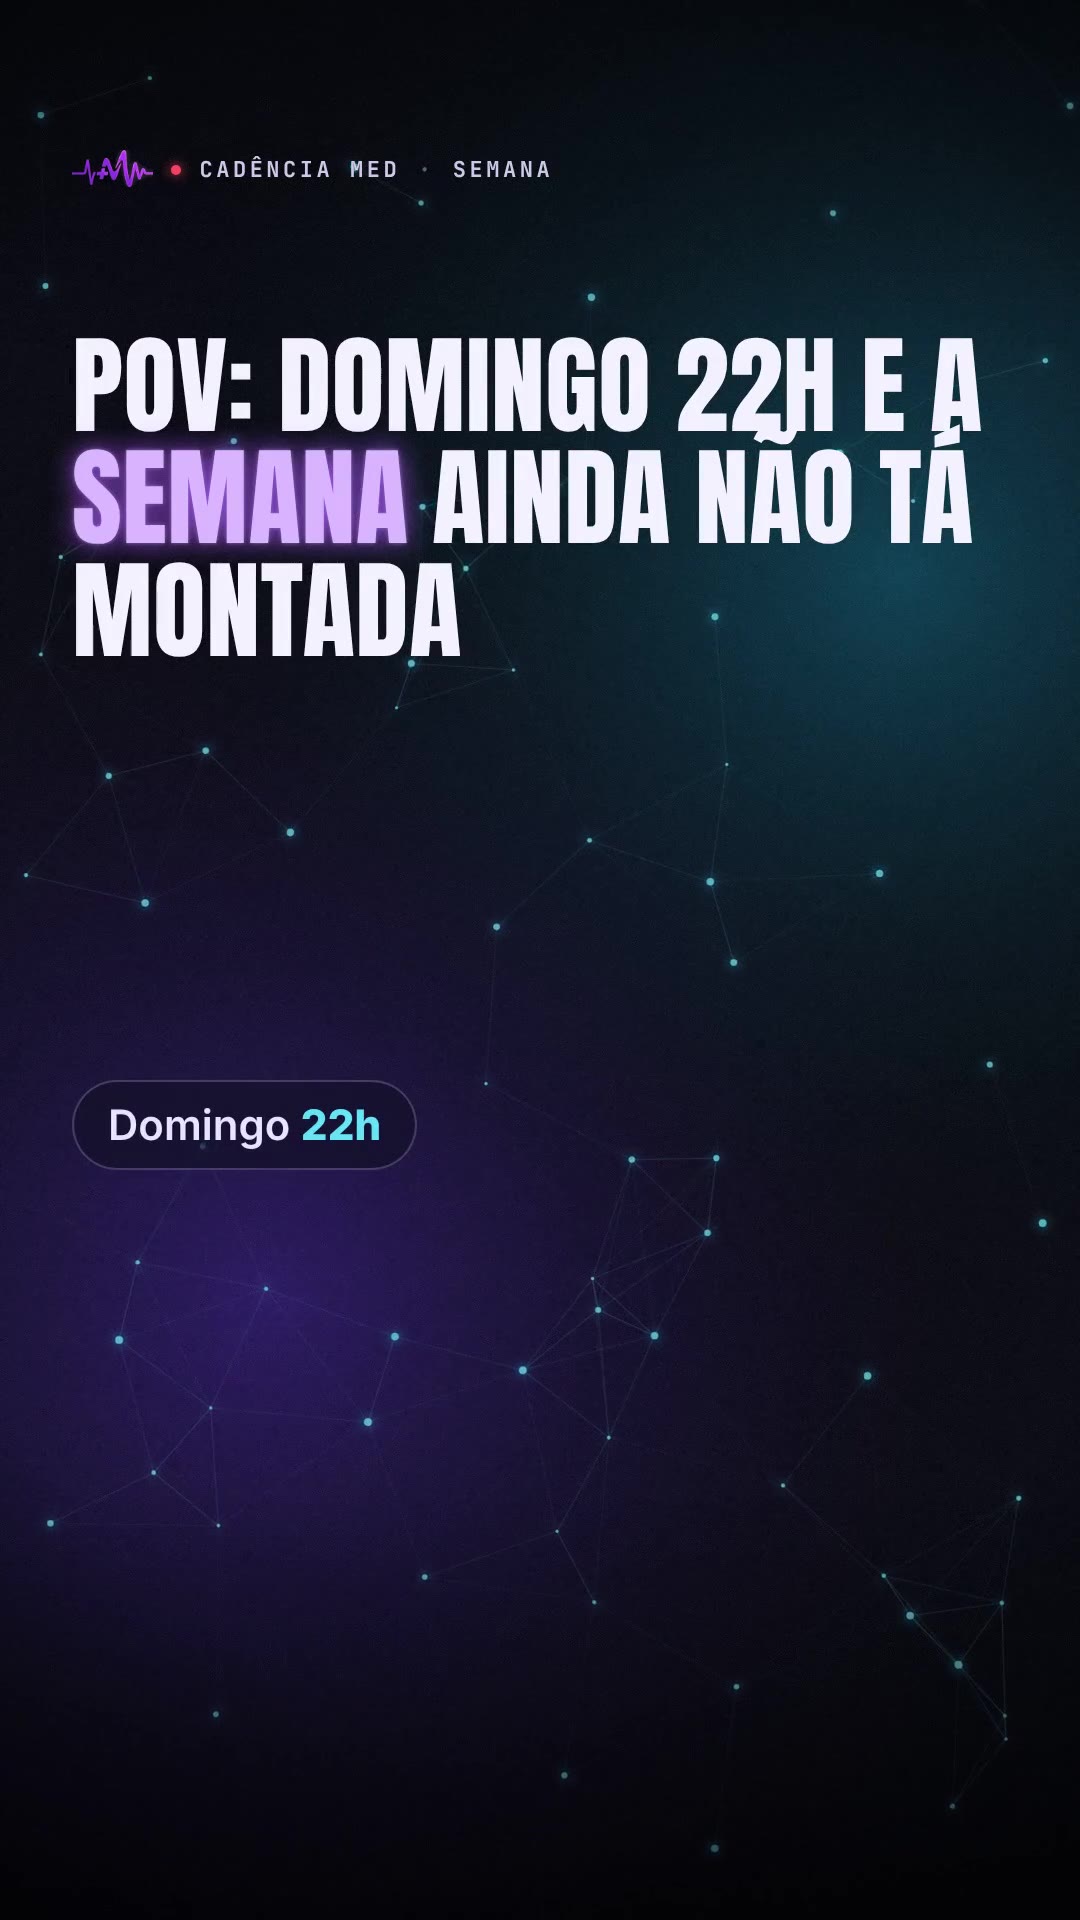 CADÊNCIA MED · SEMANA
POV: DOMINGO 22H E A
SEMANA AINDA NÃO TÁ
MONTADA
Domingo 22h